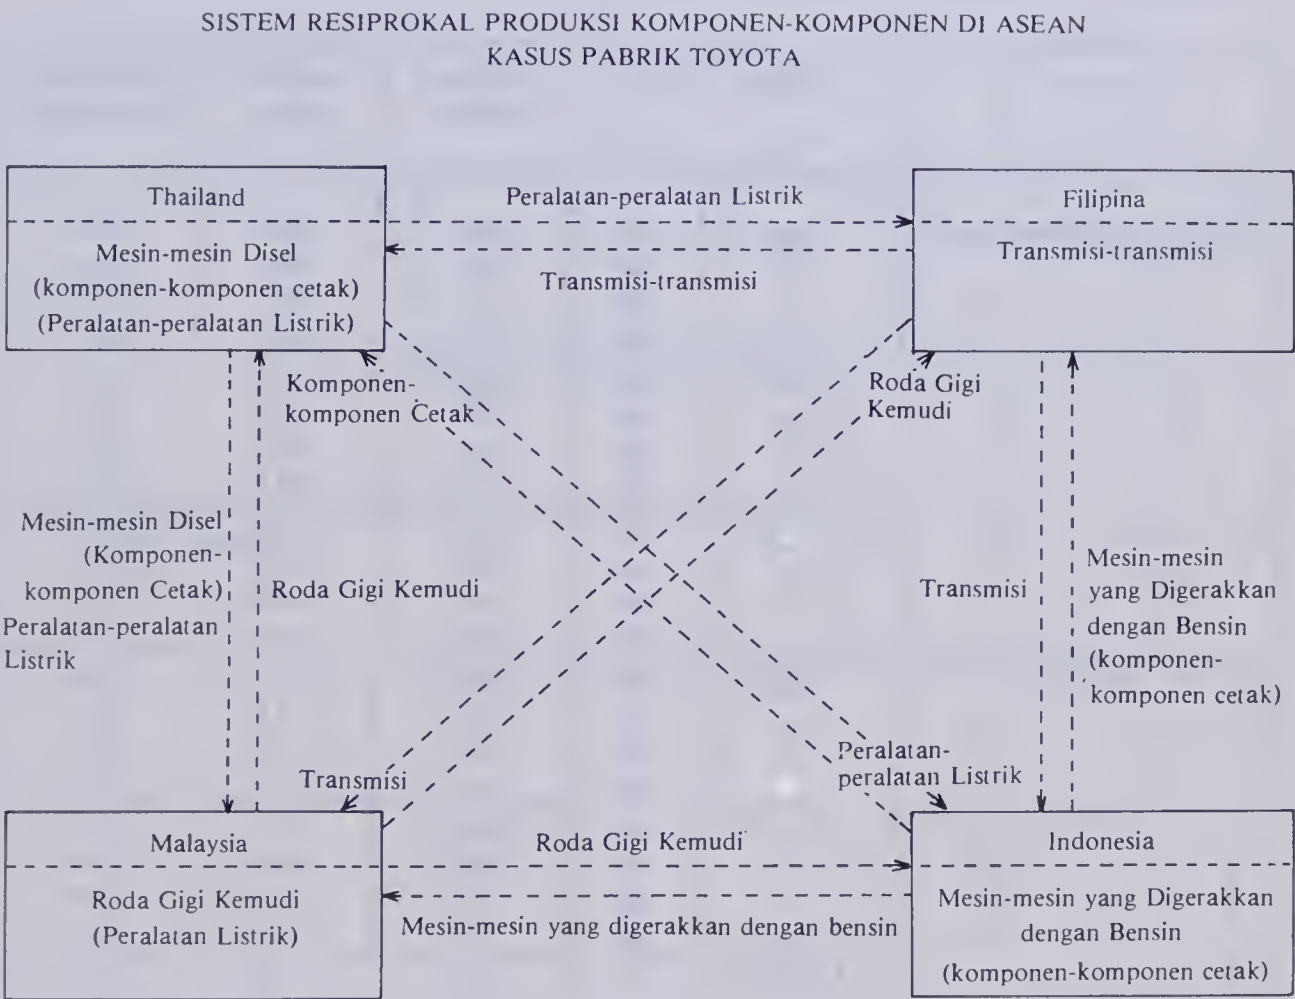 SISTEM RESIPROKAL PRODUKSI KOMPONEN-KOMPONEN DI ASEAN
KASUS PABRIK TOYOTA
Thailand
Mesin-mesin Disel
(komponen-komponen cetak)
(Peralatan-peralatan Listrik)
Peralatan-peralatan Listrik
Transmisi-transmisi
Filipina
Transmisi-transmisi
Komponen-
komponen Cetak
Roda Gigi
Kemudi
Mesin-mesin Disel
(Komponen-
komponen Cetak)
Peralatan-peralatan
Listrik
Roda Gigi Kemudi
Transmisi
Mesin-mesin
yang Digerakkan
dengan Bensin
(komponen-
komponen cetak)
Transmisi
Peralatan-
peralatan Listrik
Malaysia
Roda Gigi Kemudi
(Peralatan Listrik)
Roda Gigi Kemudi
Mesin-mesin yang digerakkan dengan bensin
Indonesia
Mesin-mesin yang Digerakkan
dengan Bensin
(komponen-komponen cetak)